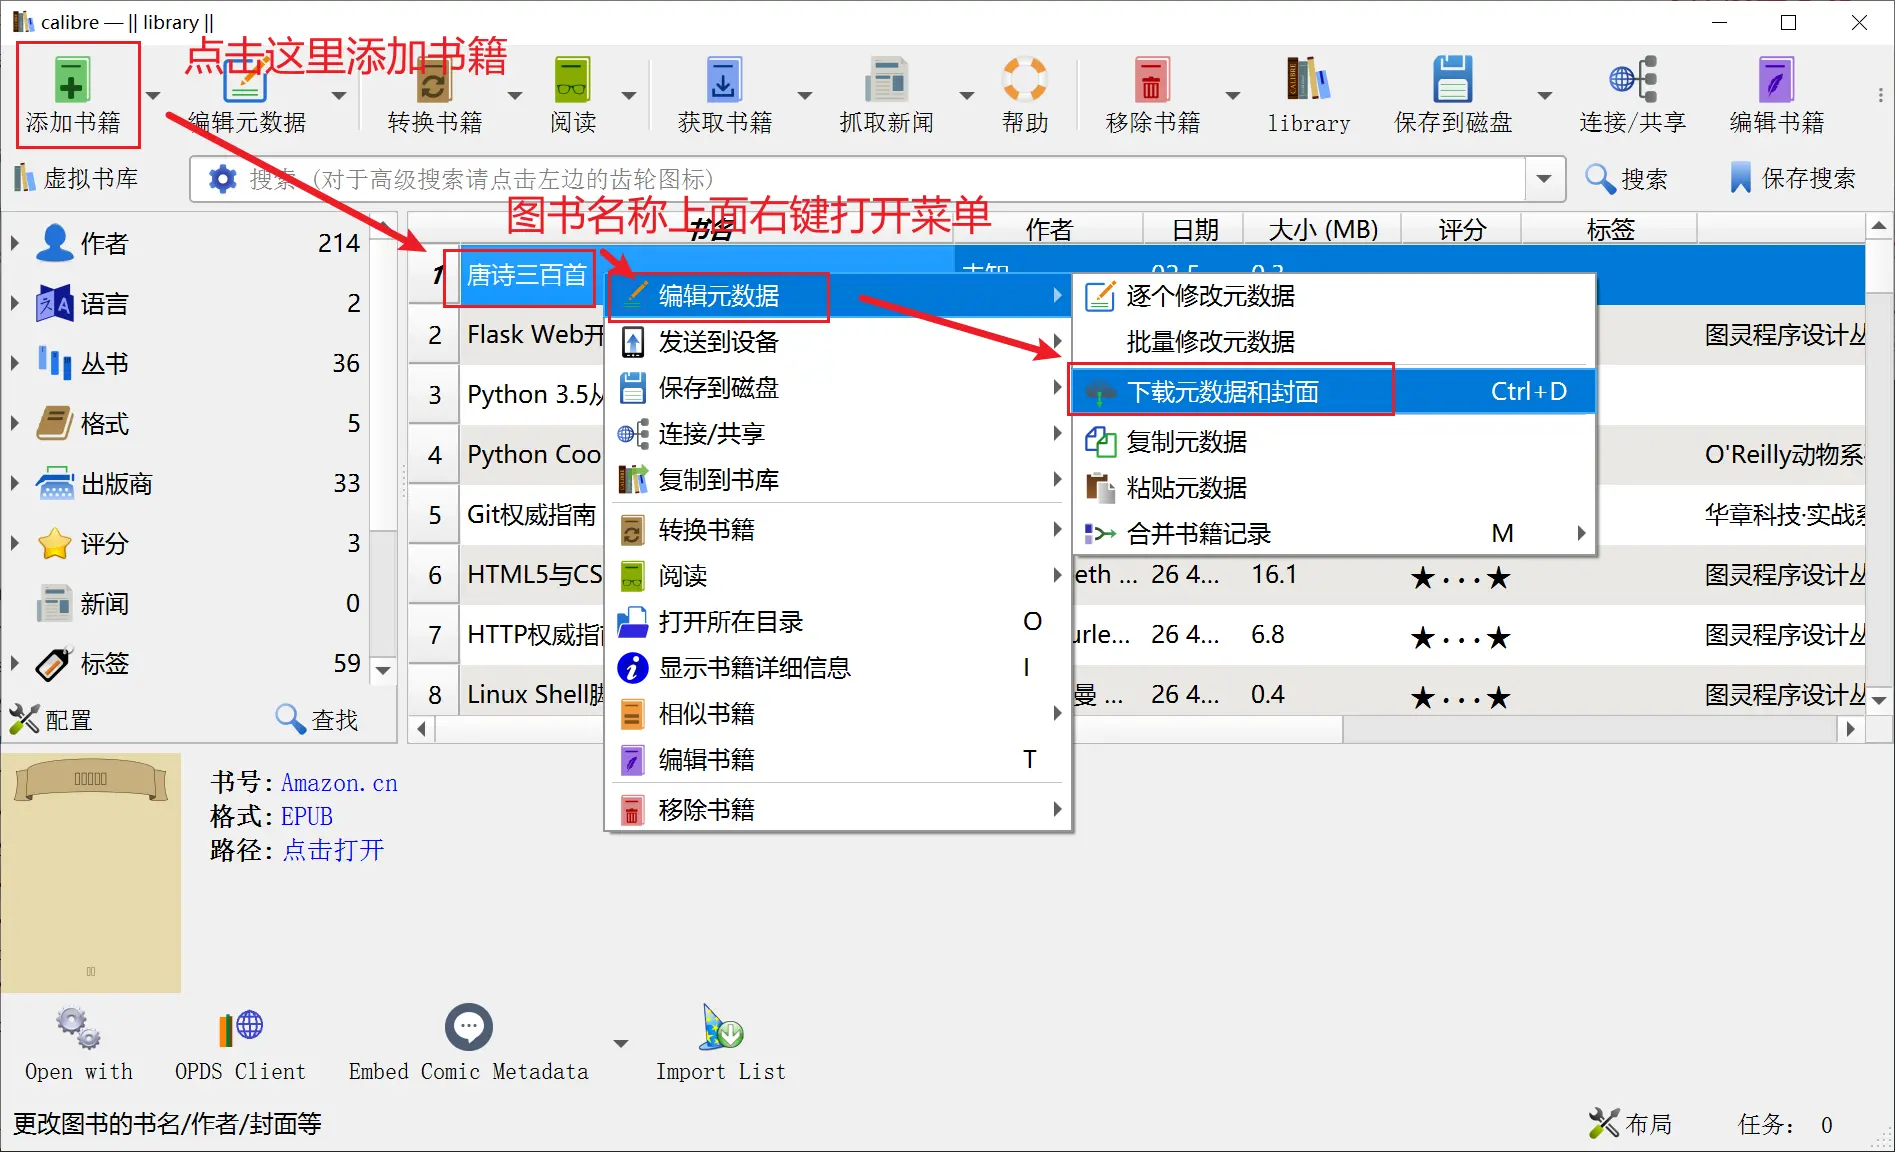 calibre — || library ||
点击这里添加书籍
添加书籍
编辑元数据
转换书籍
阅读
获取书籍
抓取新闻
帮助
移除书籍
library
保存到磁盘
连接/共享
编辑书籍
虚拟书库
搜索 (对于高级搜索请点击左边的齿轮图标)
搜索
保存搜索
图书名称上面右键打开菜单
书名
作者
日期
大小 (MB)
评分
标签
作者 214
语言 2
丛书 36
格式 5
出版商 33
评分 3
新闻 0
标签 59
配置
查找
1 唐诗三百首
2 Flask Web开 图灵程序设计丛
3 Python 3.5从
4 Python Coo O'Reilly动物系
5 Git权威指南 华章科技·实战系
6 HTML5与CS eth ... 26 4... 16.1 ★···★ 图灵程序设计丛
7 HTTP权威指南 urle... 26 4... 6.8 ★···★ 图灵程序设计丛
8 Linux Shell脚 曼 ... 26 4... 0.4 ★···★ 图灵程序设计丛
编辑元数据
发送到设备
保存到磁盘
连接/共享
复制到书库
转换书籍
阅读
打开所在目录 O
显示书籍详细信息 I
相似书籍
编辑书籍 T
移除书籍
逐个修改元数据
批量修改元数据
下载元数据和封面 Ctrl+D
复制元数据
粘贴元数据
合并书籍记录 M
书号: Amazon.cn
格式: EPUB
路径: 点击打开
Open with
OPDS Client
Embed Comic Metadata
Import List
更改图书的书名/作者/封面等
布局
任务: 0